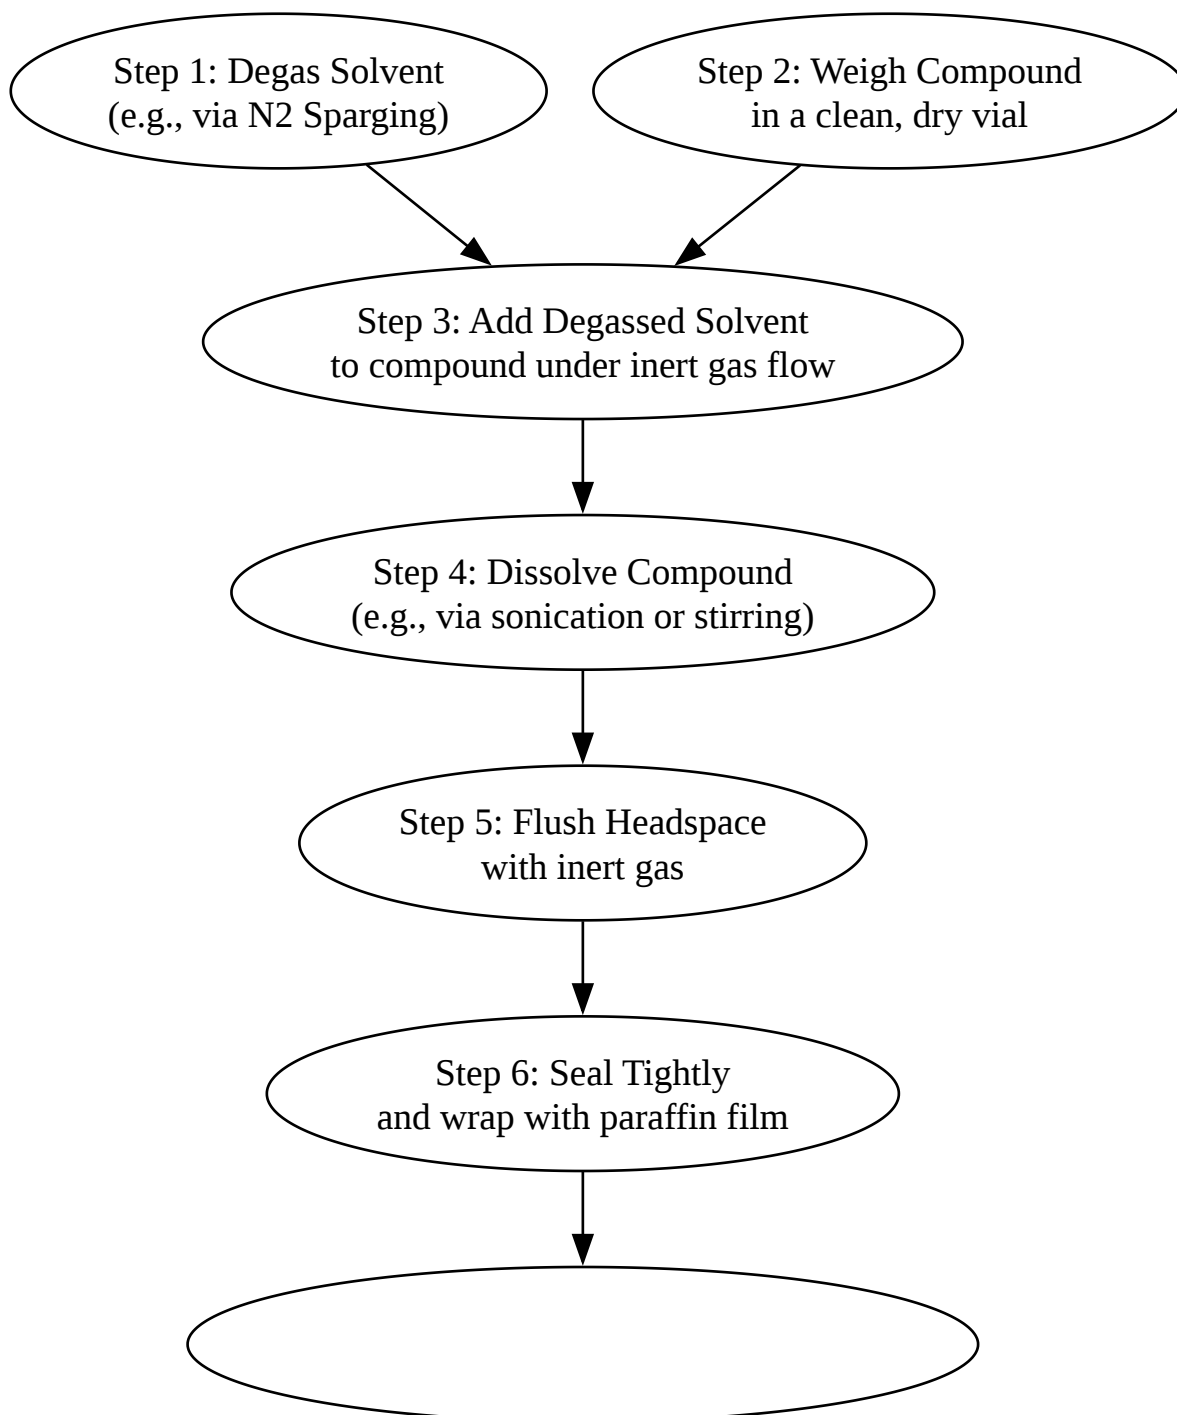 Step 1: Degas Solvent
(e.g., via N2 Sparging)
Step 2: Weigh Compound
in a clean, dry vial
Step 3: Add Degassed Solvent
to compound under inert gas flow
Step 4: Dissolve Compound
(e.g., via sonication or stirring)
Step 5: Flush Headspace
with inert gas
Step 6: Seal Tightly
and wrap with paraffin film